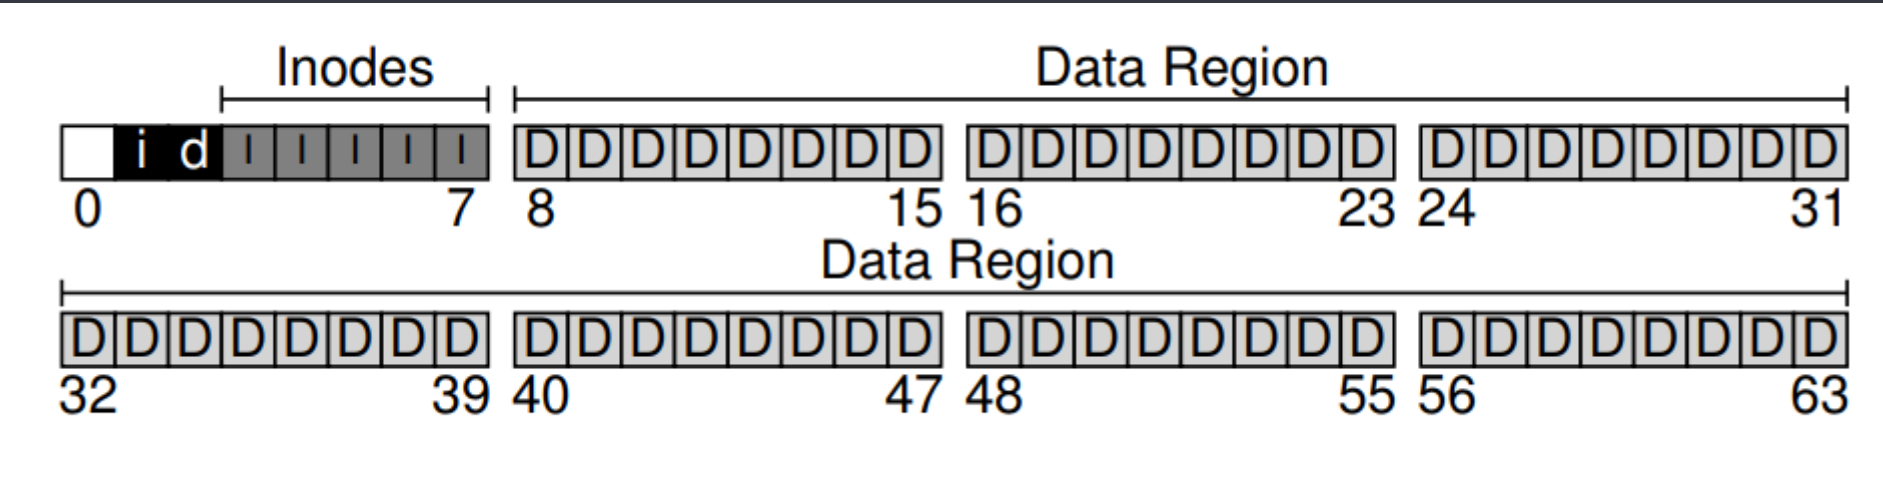 Inodes Data Region
i d I I I I I D D D D D D D D D D D D D D D D D D D D D D D D
0 7 8 15 16 23 24 31
Data Region
D D D D D D D D D D D D D D D D D D D D D D D D D D D D D D D D
32 39 40 47 48 55 56 63